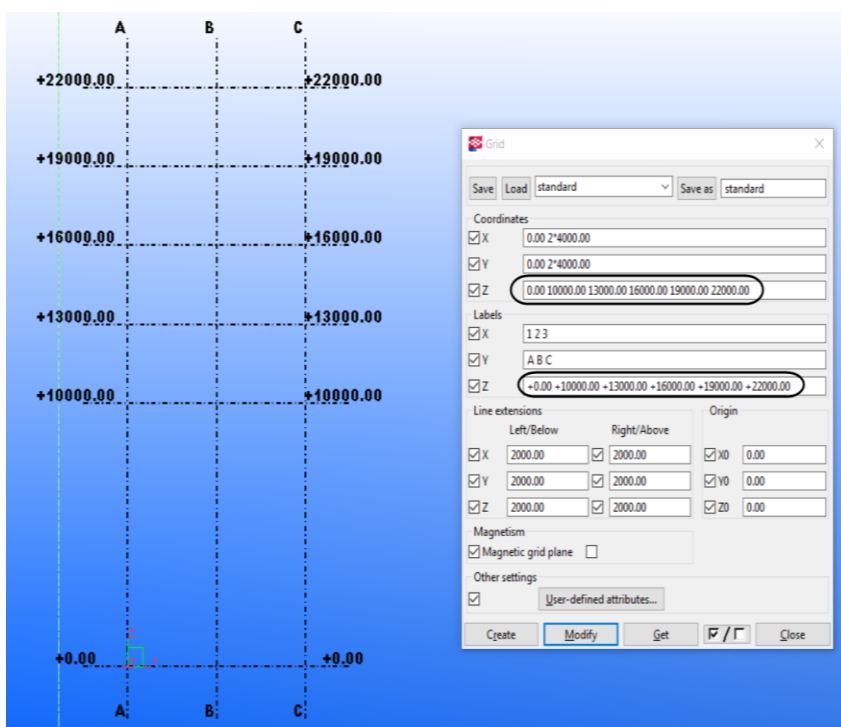 A B C
+22000.00 +22000.00
+19000.00 +19000.00
+16000.00 +16000.00
+13000.00 +13000.00
+10000.00 +10000.00
Z
+0.00 +0.00
A B C
Grid
Save Load standard Save as standard
Coordinates
X 0.00 2*4000.00
Y 0.00 2*4000.00
Z 0.00 10000.00 13000.00 16000.00 19000.00 22000.00
Labels
X 1 2 3
Y A B C
Z +0.00 +10000.00 +13000.00 +16000.00 +19000.00 +22000.00
Line extensions Origin
Left/Below Right/Above
X 2000.00 2000.00 X0 0.00
Y 2000.00 2000.00 Y0 0.00
Z 2000.00 2000.00 Z0 0.00
Magnetism
Magnetic grid plane
Other settings
User-defined attributes...
Create Modify Get / Close